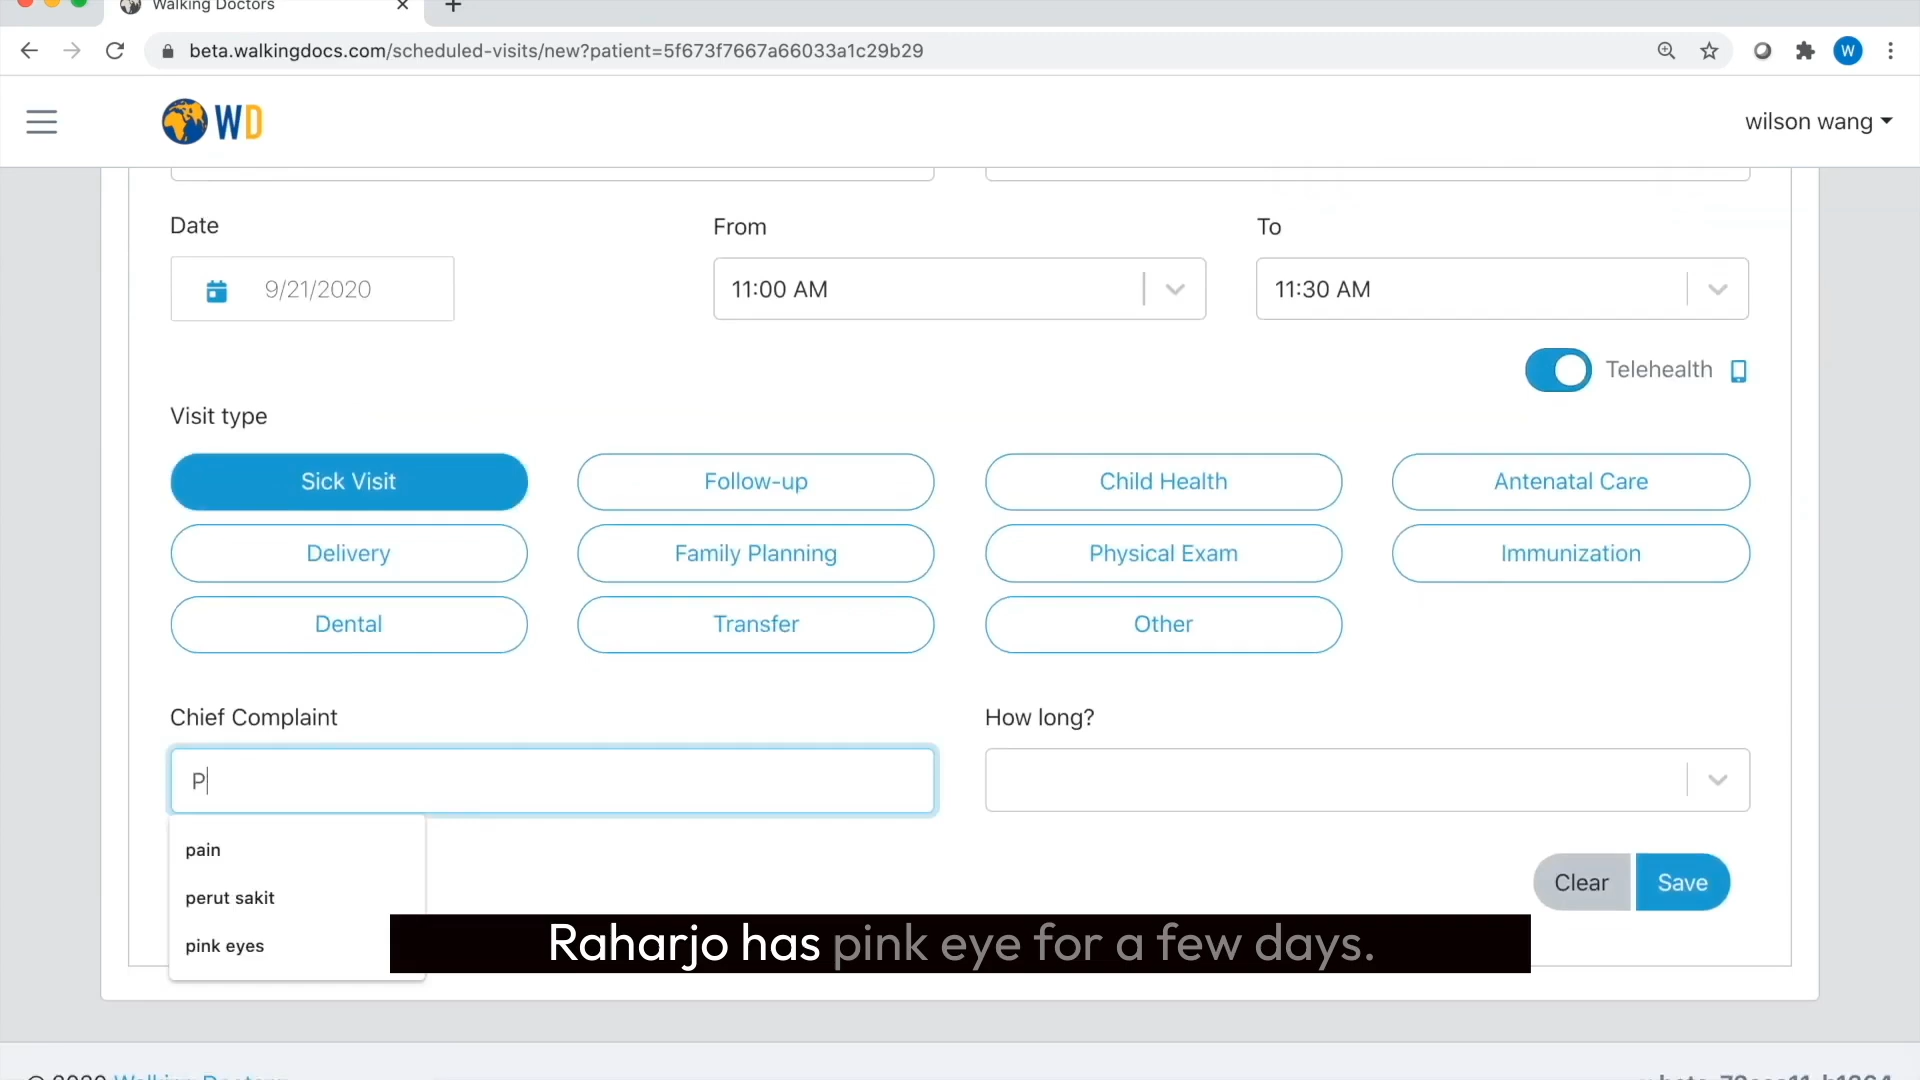 Walking Doctors
beta.walkingdocs.com/scheduled-visits/new?patient=5f673f7667a66033a1c29b29
W
WD
wilson wang
Date
From
To
9/21/2020
11:00 AM
11:30 AM
Telehealth
Visit type
Sick Visit
Follow-up
Child Health
Antenatal Care
Delivery
Family Planning
Physical Exam
Immunization
Dental
Transfer
Other
Chief Complaint
How long?
P
pain
perut sakit
pink eyes
Clear
Save
Raharjo has pink eye for a few days.
© 2020 Walking Doctors